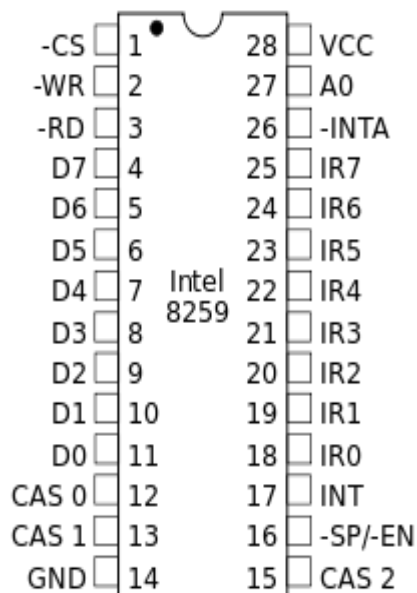 -CS 1 28 VCC
-WR 2 27 A0
-RD 3 26 -INTA
D7 4 25 IR7
D6 5 24 IR6
D5 6 23 IR5
D4 7 Intel 22 IR4
8259
D3 8 21 IR3
D2 9 20 IR2
D1 10 19 IR1
D0 11 18 IR0
CAS 0 12 17 INT
CAS 1 13 16 -SP/-EN
GND 14 15 CAS 2